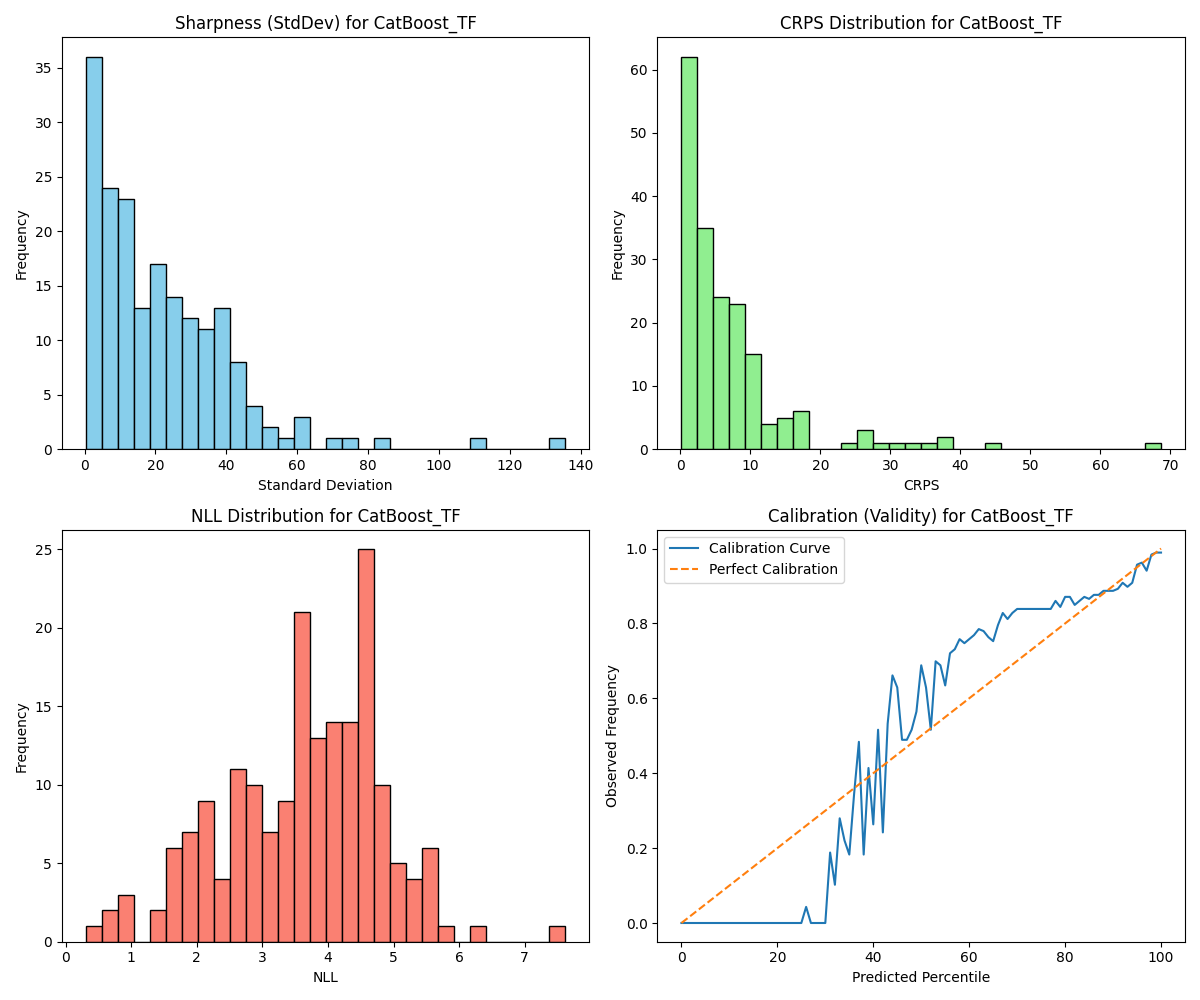 Sharpness (StdDev) for CatBoost_TF
Frequency
35
30
25
20
15
10
5
0
0 20 40 60 80 100 120 140
Standard Deviation
CRPS Distribution for CatBoost_TF
Frequency
60
50
40
30
20
10
0
0 10 20 30 40 50 60 70
CRPS
NLL Distribution for CatBoost_TF
Frequency
25
20
15
10
5
0
0 1 2 3 4 5 6 7
NLL
Calibration (Validity) for CatBoost_TF
Calibration Curve
Perfect Calibration
Observed Frequency
1.0
0.8
0.6
0.4
0.2
0.0
0 20 40 60 80 100
Predicted Percentile